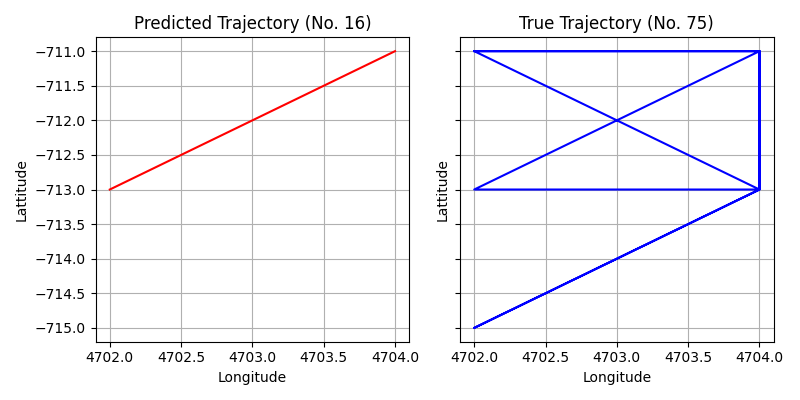 Predicted Trajectory (No. 16)
Lattitude
−711.0
−711.5
−712.0
−712.5
−713.0
−713.5
−714.0
−714.5
−715.0
4702.0 4702.5 4703.0 4703.5 4704.0
Longitude
True Trajectory (No. 75)
Lattitude
4702.0 4702.5 4703.0 4703.5 4704.0
Longitude